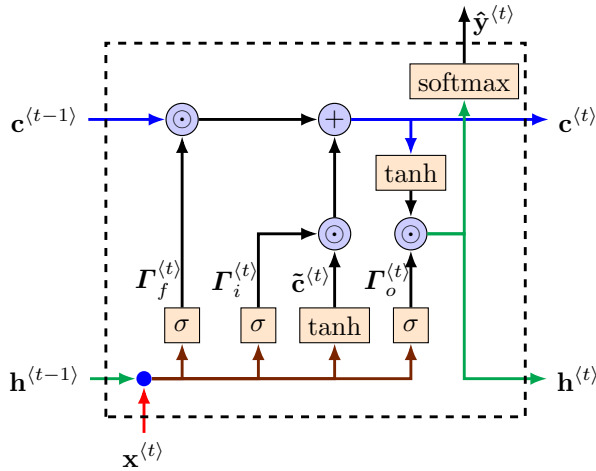 ŷ⟨t⟩
softmax
c⟨t−1⟩ ⊙ + c⟨t⟩
tanh
⊙ ⊙
Γf⟨t⟩ Γi⟨t⟩ c̃⟨t⟩ Γo⟨t⟩
σ σ tanh σ
h⟨t−1⟩ h⟨t⟩
x⟨t⟩